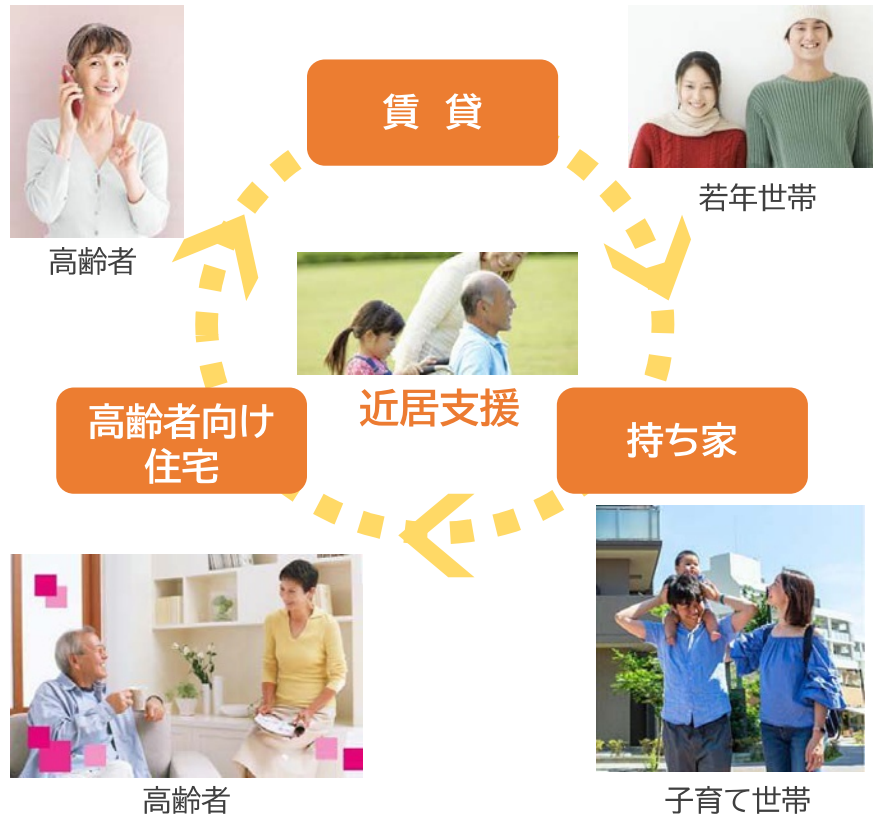 賃 貸
若年世帯
高齢者
近居支援
高齢者向け
住宅
持ち家
高齢者
子育て世帯